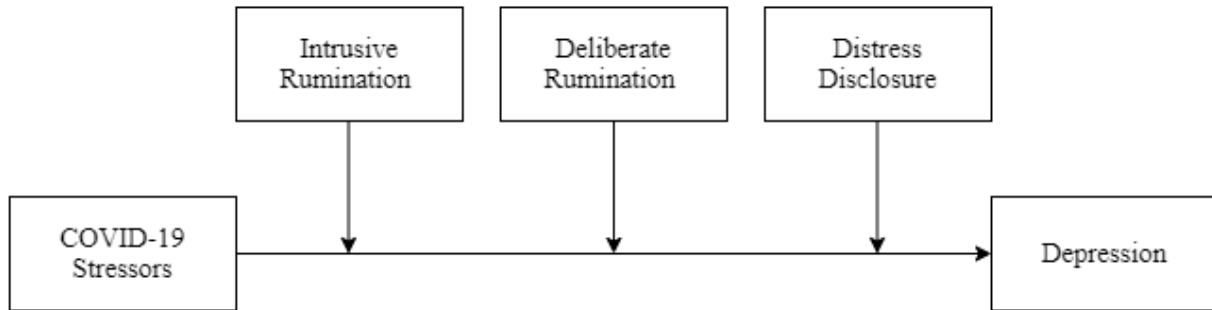 Intrusive
Rumination
Deliberate
Rumination
Distress
Disclosure
COVID-19
Stressors
Depression